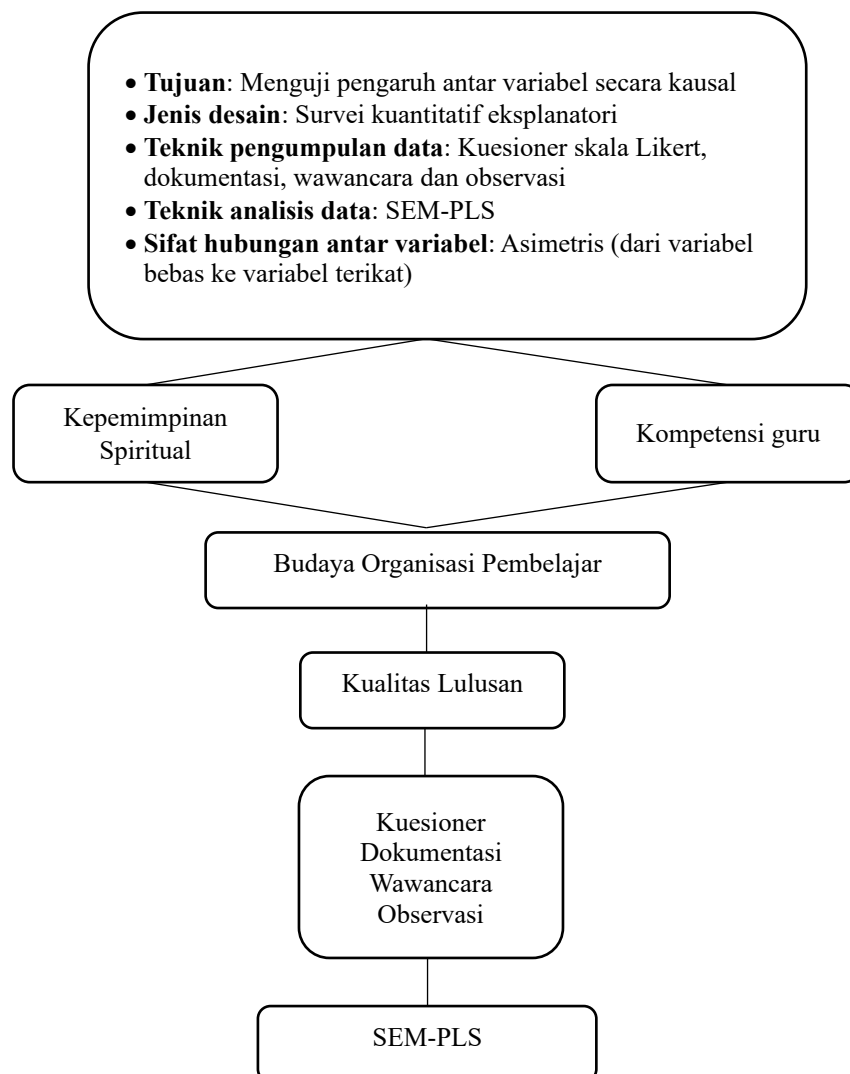 • Tujuan: Menguji pengaruh antar variabel secara kausal
• Jenis desain: Survei kuantitatif eksplanatori
• Teknik pengumpulan data: Kuesioner skala Likert,
dokumentasi, wawancara dan observasi
• Teknik analisis data: SEM-PLS
• Sifat hubungan antar variabel: Asimetris (dari variabel
bebas ke variabel terikat)
Kepemimpinan
Spiritual
Kompetensi guru
Budaya Organisasi Pembelajar
Kualitas Lulusan
Kuesioner
Dokumentasi
Wawancara
Observasi
SEM-PLS